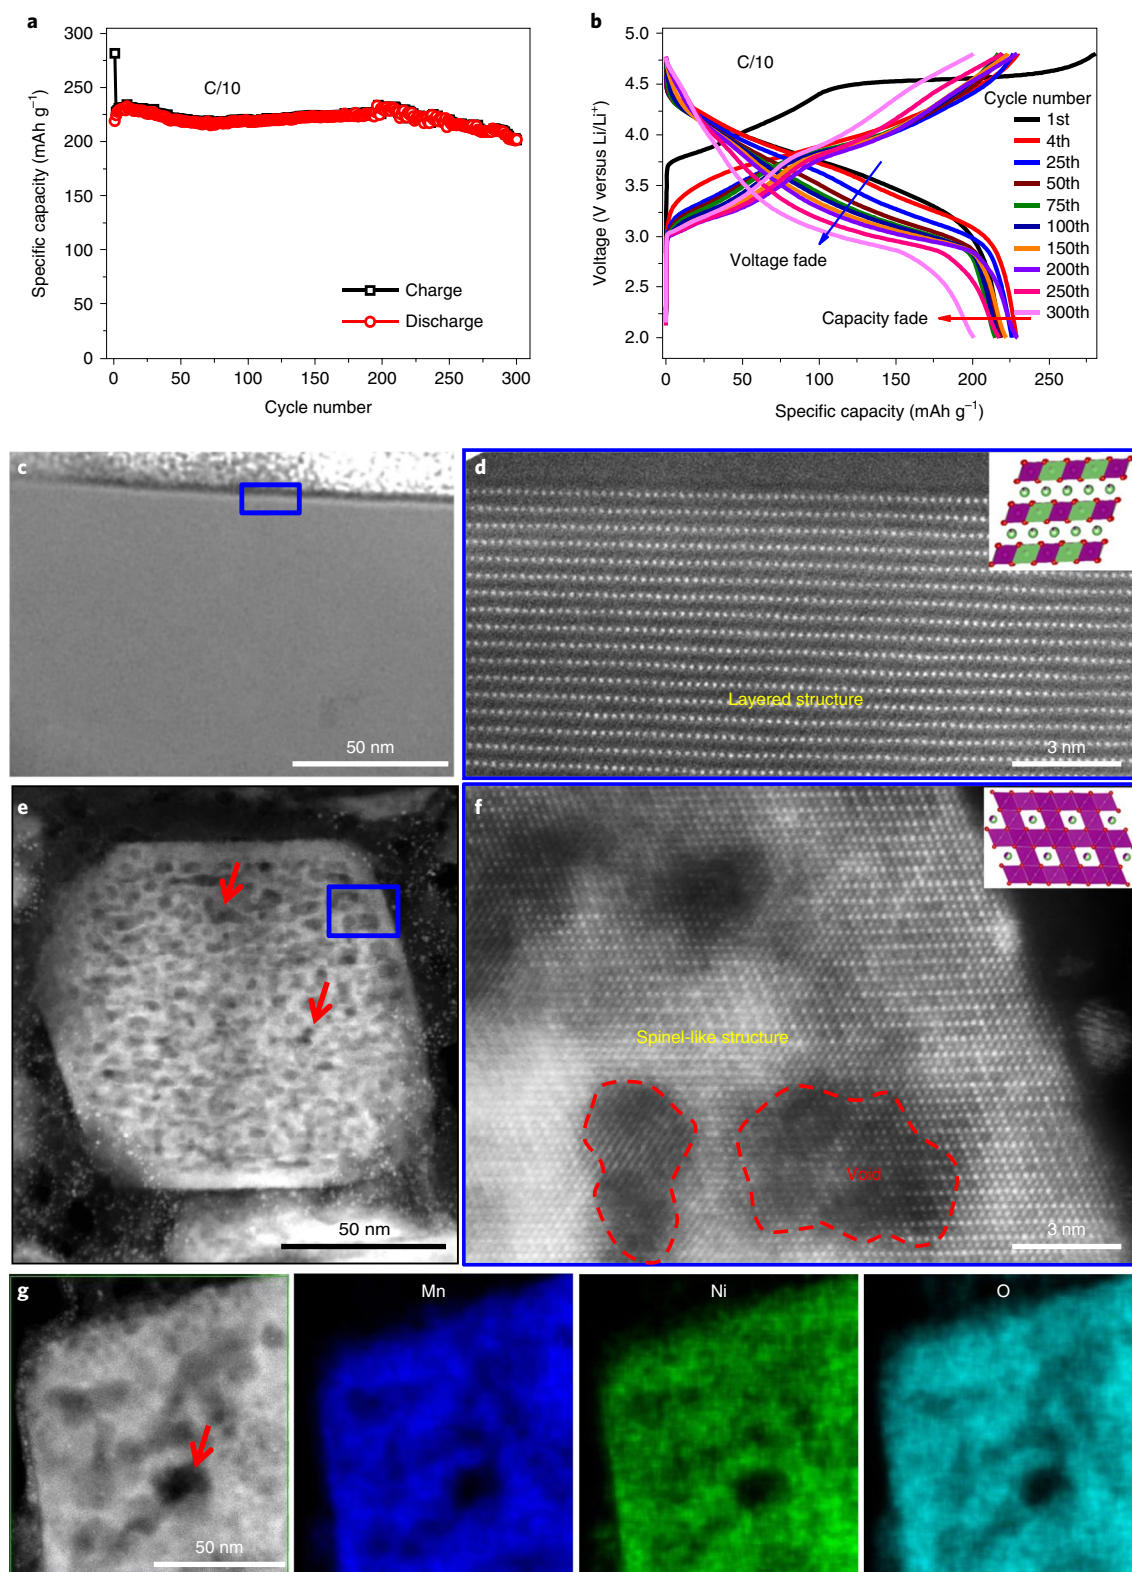 a
300
250
200
150
100
50
0
Specific capacity (mAh g⁻¹)
C/10
Charge
Discharge
0 50 100 150 200 250 300
Cycle number
b
5.0
4.5
4.0
3.5
3.0
2.5
2.0
Voltage (V versus Li/Li⁺)
C/10
Cycle number
1st
4th
25th
50th
75th
100th
150th
200th
250th
300th
Voltage fade
Capacity fade
0 50 100 150 200 250
Specific capacity (mAh g⁻¹)
c
50 nm
d
Layered structure
3 nm
e
50 nm
f
Spinel-like structure
Void
3 nm
g
50 nm
Mn
Ni
O